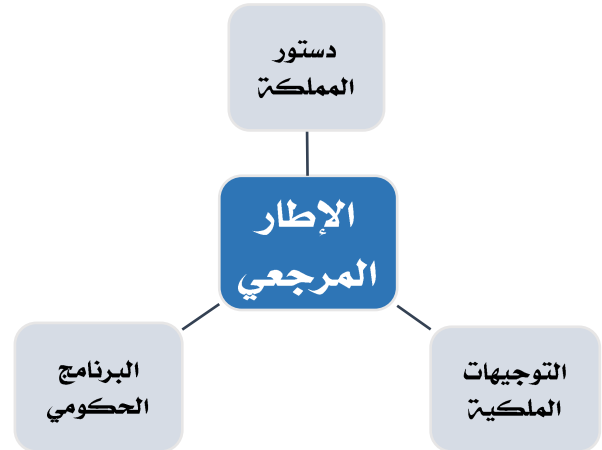 دستور
المملكة
الإطار
المرجعي
التوجيهات
الملكية
البرنامج
الحكومي